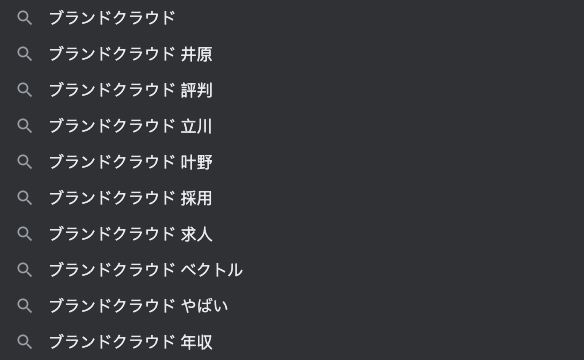 ブランドクラウド
ブランドクラウド 井原
ブランドクラウド 評判
ブランドクラウド 立川
ブランドクラウド 叶野
ブランドクラウド 採用
ブランドクラウド 求人
ブランドクラウド ベクトル
ブランドクラウド やばい
ブランドクラウド 年収